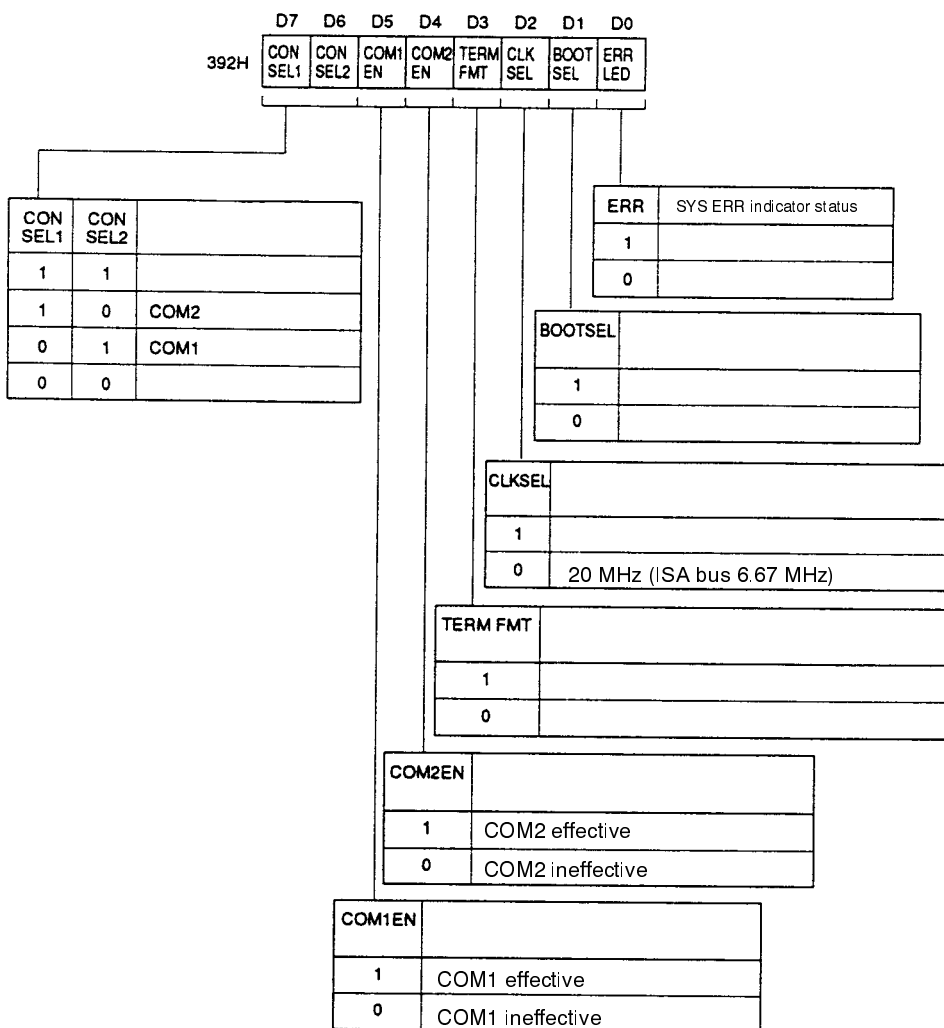 D7 D6 D5 D4 D3 D2 D1 D0
392H
CON SEL1
CON SEL2
COM1 EN
COM2 EN
TERM FMT
CLK SEL
BOOT SEL
ERR LED
CON SEL1
CON SEL2
1 1
1 0 COM2
0 1 COM1
0 0
ERR SYS ERR indicator status
1
0
BOOTSEL
1
0
CLKSEL
1
0 20 MHz (ISA bus 6.67 MHz)
TERM FMT
1
0
COM2EN
1 COM2 effective
0 COM2 ineffective
COM1EN
1 COM1 effective
0 COM1 ineffective